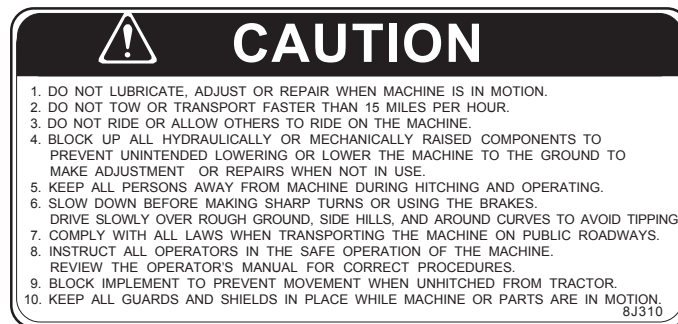 CAUTION
1. DO NOT LUBRICATE, ADJUST OR REPAIR WHEN MACHINE IS IN MOTION.
2. DO NOT TOW OR TRANSPORT FASTER THAN 15 MILES PER HOUR.
3. DO NOT RIDE OR ALLOW OTHERS TO RIDE ON THE MACHINE.
4. BLOCK UP ALL HYDRAULICALLY OR MECHANICALLY RAISED COMPONENTS TO
PREVENT UNINTENDED LOWERING OR LOWER THE MACHINE TO THE GROUND TO
MAKE ADJUSTMENT OR REPAIRS WHEN NOT IN USE.
5. KEEP ALL PERSONS AWAY FROM MACHINE DURING HITCHING AND OPERATING.
6. SLOW DOWN BEFORE MAKING SHARP TURNS OR USING THE BRAKES.
DRIVE SLOWLY OVER ROUGH GROUND, SIDE HILLS, AND AROUND CURVES TO AVOID TIPPING
7. COMPLY WITH ALL LAWS WHEN TRANSPORTING THE MACHINE ON PUBLIC ROADWAYS.
8. INSTRUCT ALL OPERATORS IN THE SAFE OPERATION OF THE MACHINE.
REVIEW THE OPERATOR'S MANUAL FOR CORRECT PROCEDURES.
9. BLOCK IMPLEMENT TO PREVENT MOVEMENT WHEN UNHITCHED FROM TRACTOR.
10. KEEP ALL GUARDS AND SHIELDS IN PLACE WHILE MACHINE OR PARTS ARE IN MOTION.
8J310